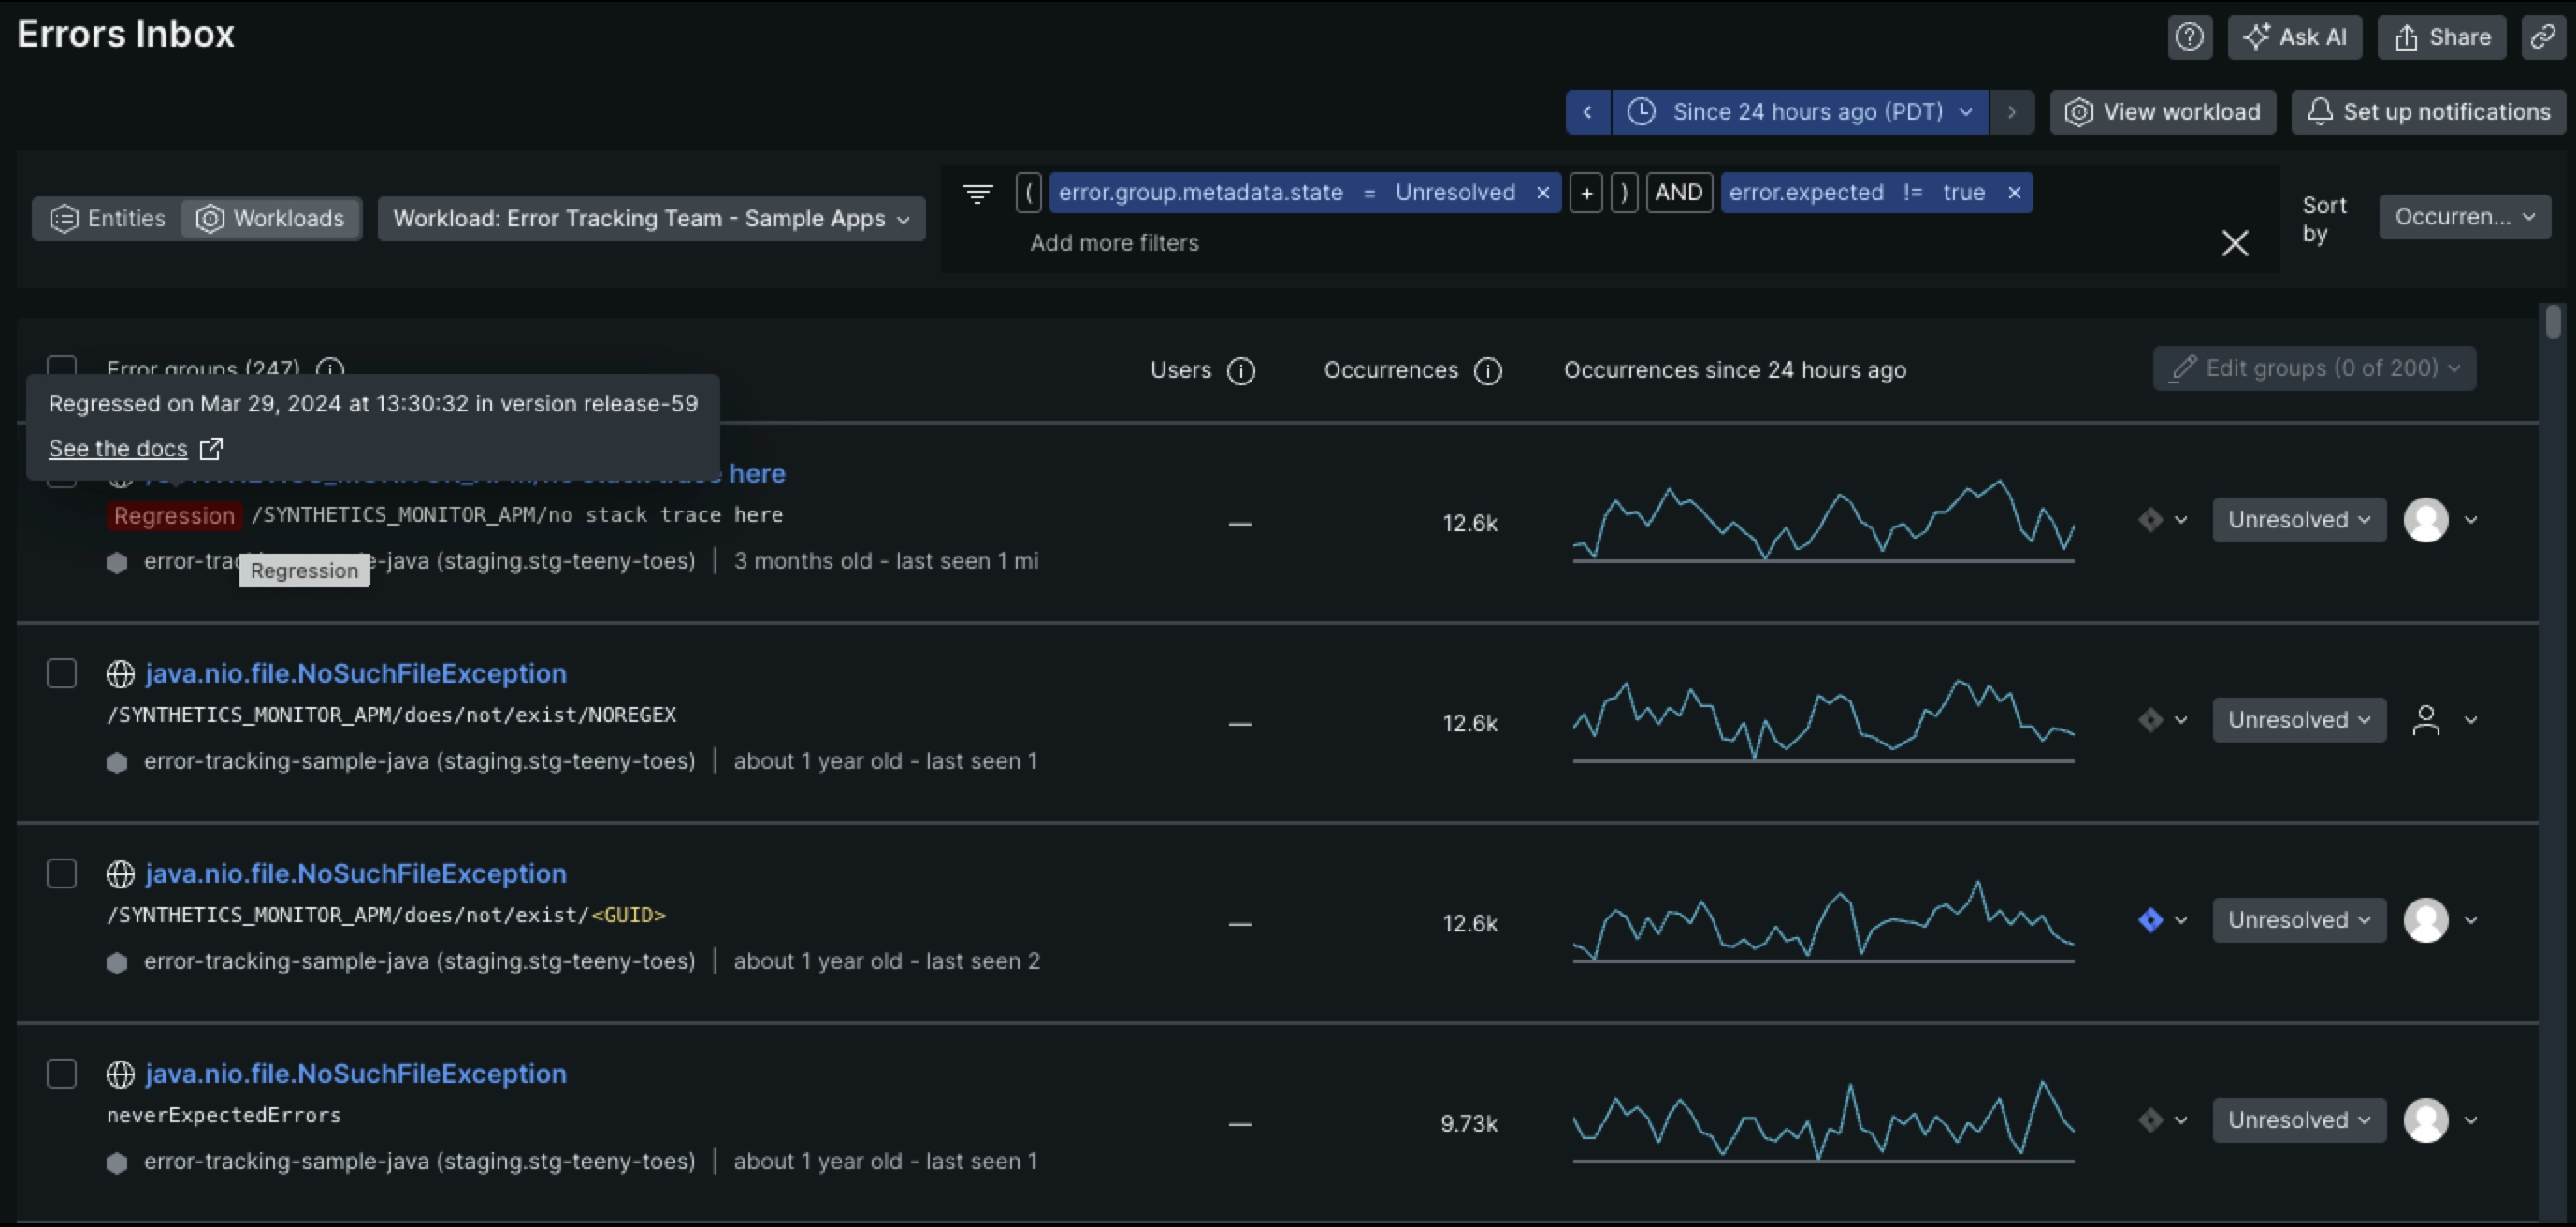 Errors Inbox
Ask AI
Share
Since 24 hours ago (PDT)
View workload
Set up notifications
Entities
Workloads
Workload: Error Tracking Team - Sample Apps
( error.group.metadata.state = Unresolved × + ) AND error.expected != true ×
Add more filters
Sort by
Occurren...
Error groups (247)
Users
Occurrences
Occurrences since 24 hours ago
Edit groups (0 of 200)
Regressed on Mar 29, 2024 at 13:30:32 in version release-59
See the docs
here
Regression /SYNTHETICS_MONITOR_APM/no stack trace here
—
12.6k
Unresolved
-java (staging.stg-teeny-toes) | 3 months old - last seen 1 mi
Regression
java.nio.file.NoSuchFileException
/SYNTHETICS_MONITOR_APM/does/not/exist/NOREGEX
—
12.6k
Unresolved
error-tracking-sample-java (staging.stg-teeny-toes) | about 1 year old - last seen 1
java.nio.file.NoSuchFileException
/SYNTHETICS_MONITOR_APM/does/not/exist/<GUID>
—
12.6k
Unresolved
error-tracking-sample-java (staging.stg-teeny-toes) | about 1 year old - last seen 2
java.nio.file.NoSuchFileException
neverExpectedErrors
—
9.73k
Unresolved
error-tracking-sample-java (staging.stg-teeny-toes) | about 1 year old - last seen 1